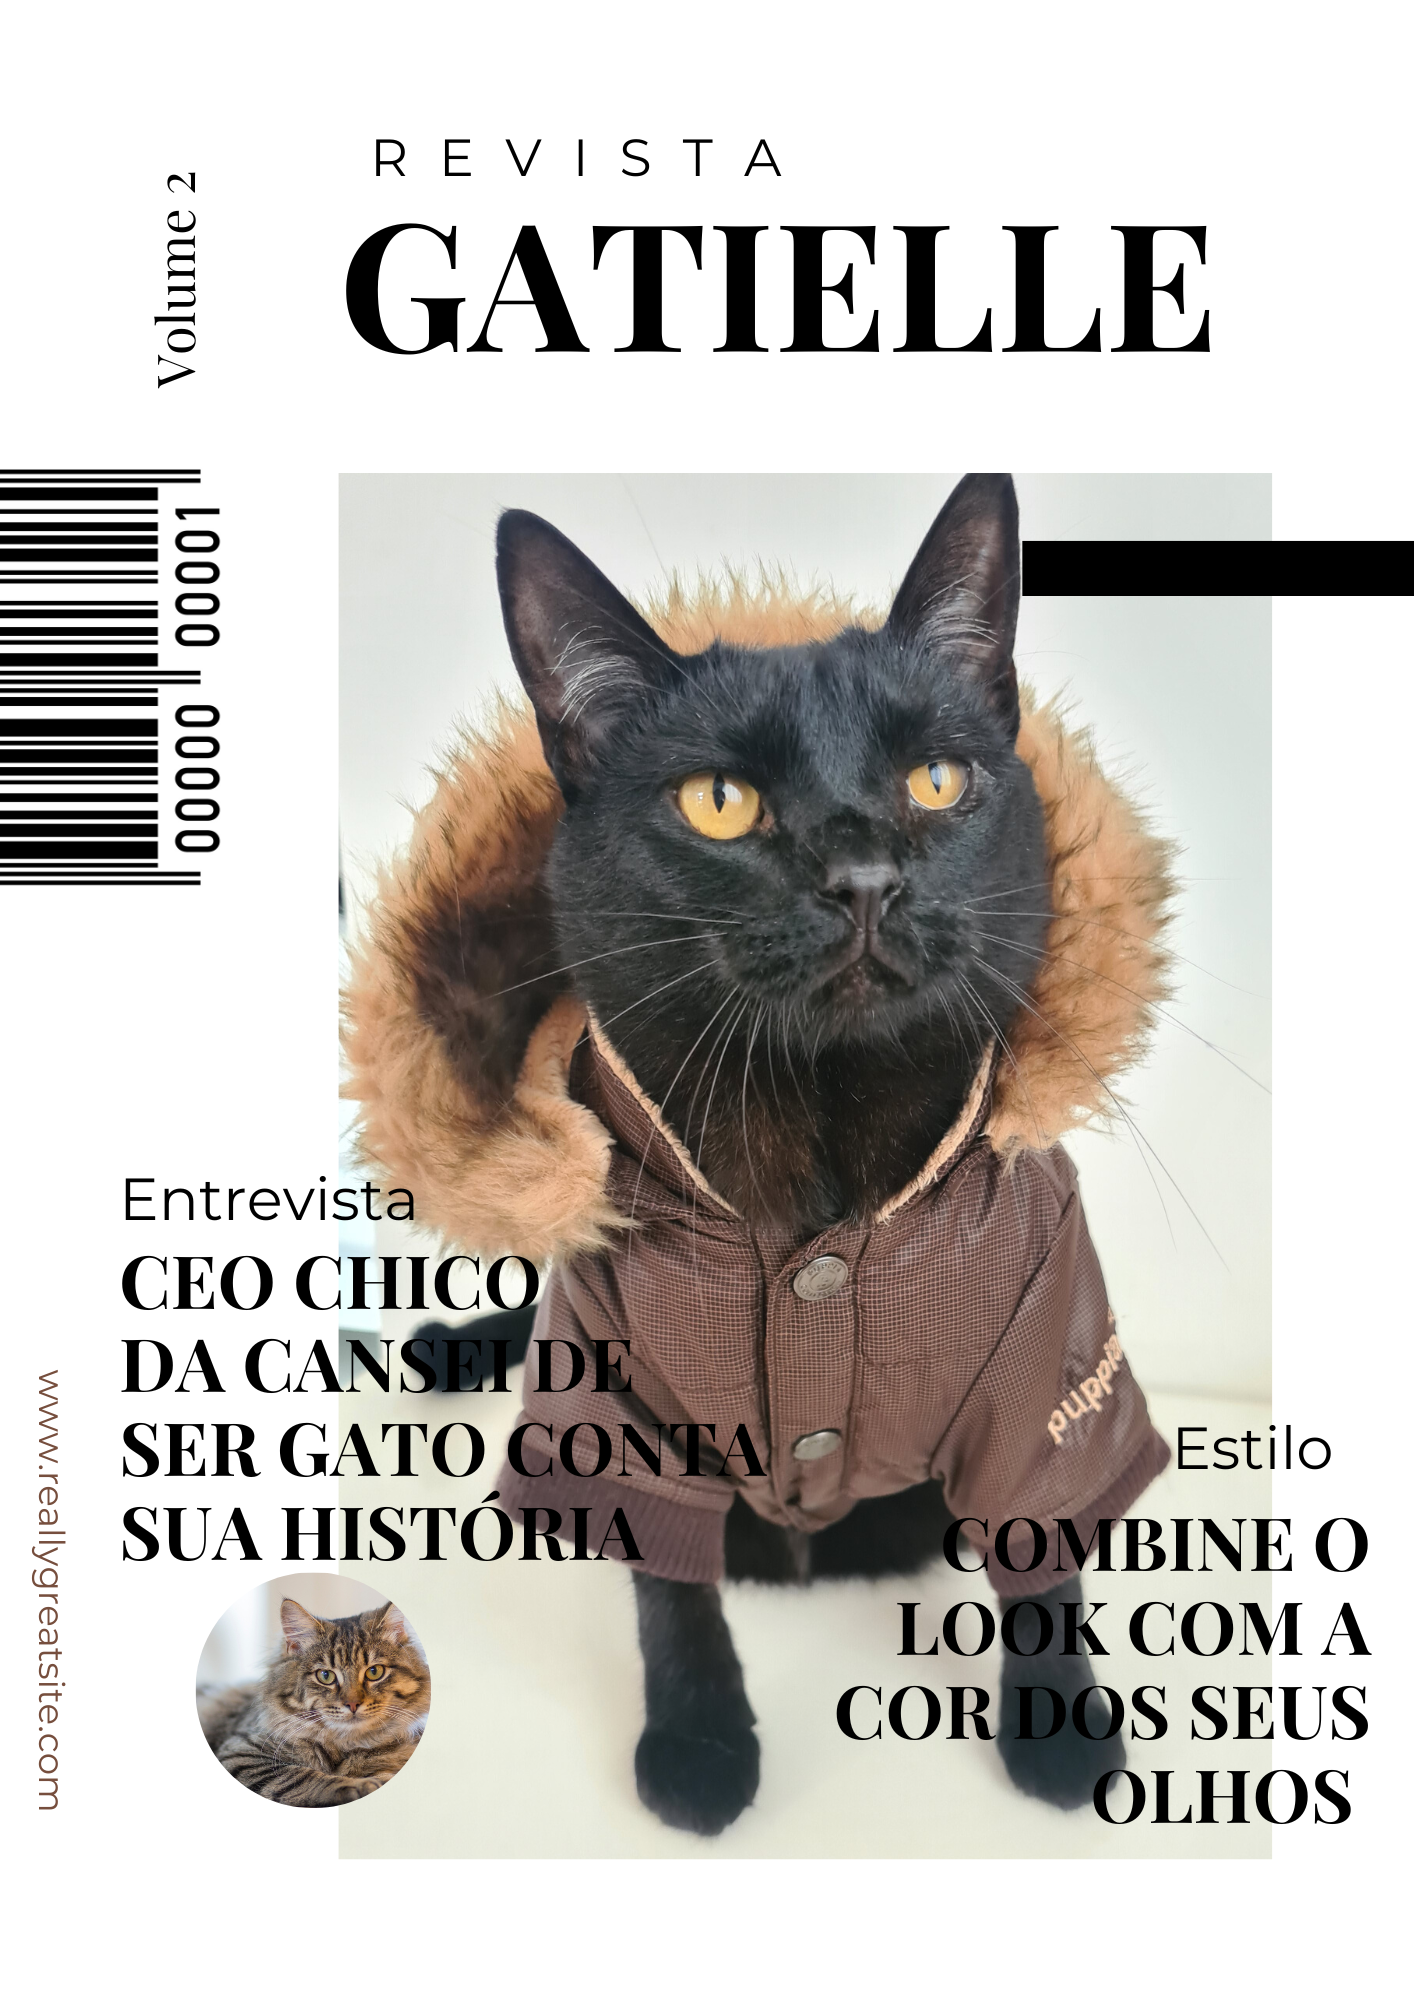 REVISTA
GATIELLE
Volume 2
00000 00001
Entrevista
CEO CHICO
DA CANSEI DE
SER GATO CONTA
SUA HISTÓRIA
Estilo
COMBINE O
LOOK COM A
COR DOS SEUS
OLHOS
www.reallygreatsite.com